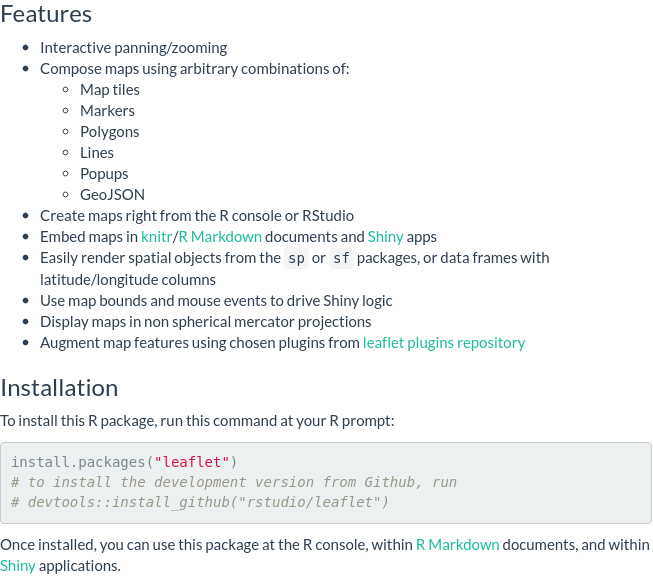 Features
Interactive panning/zooming
Compose maps using arbitrary combinations of:
Map tiles
Markers
Polygons
Lines
Popups
GeoJSON
Create maps right from the R console or RStudio
Embed maps in knitr/R Markdown documents and Shiny apps
Easily render spatial objects from the sp or sf packages, or data frames with
latitude/longitude columns
Use map bounds and mouse events to drive Shiny logic
Display maps in non spherical mercator projections
Augment map features using chosen plugins from leaflet plugins repository
Installation
To install this R package, run this command at your R prompt:
install.packages("leaflet")
# to install the development version from Github, run
# devtools::install_github("rstudio/leaflet")
Once installed, you can use this package at the R console, within R Markdown documents, and within
Shiny applications.